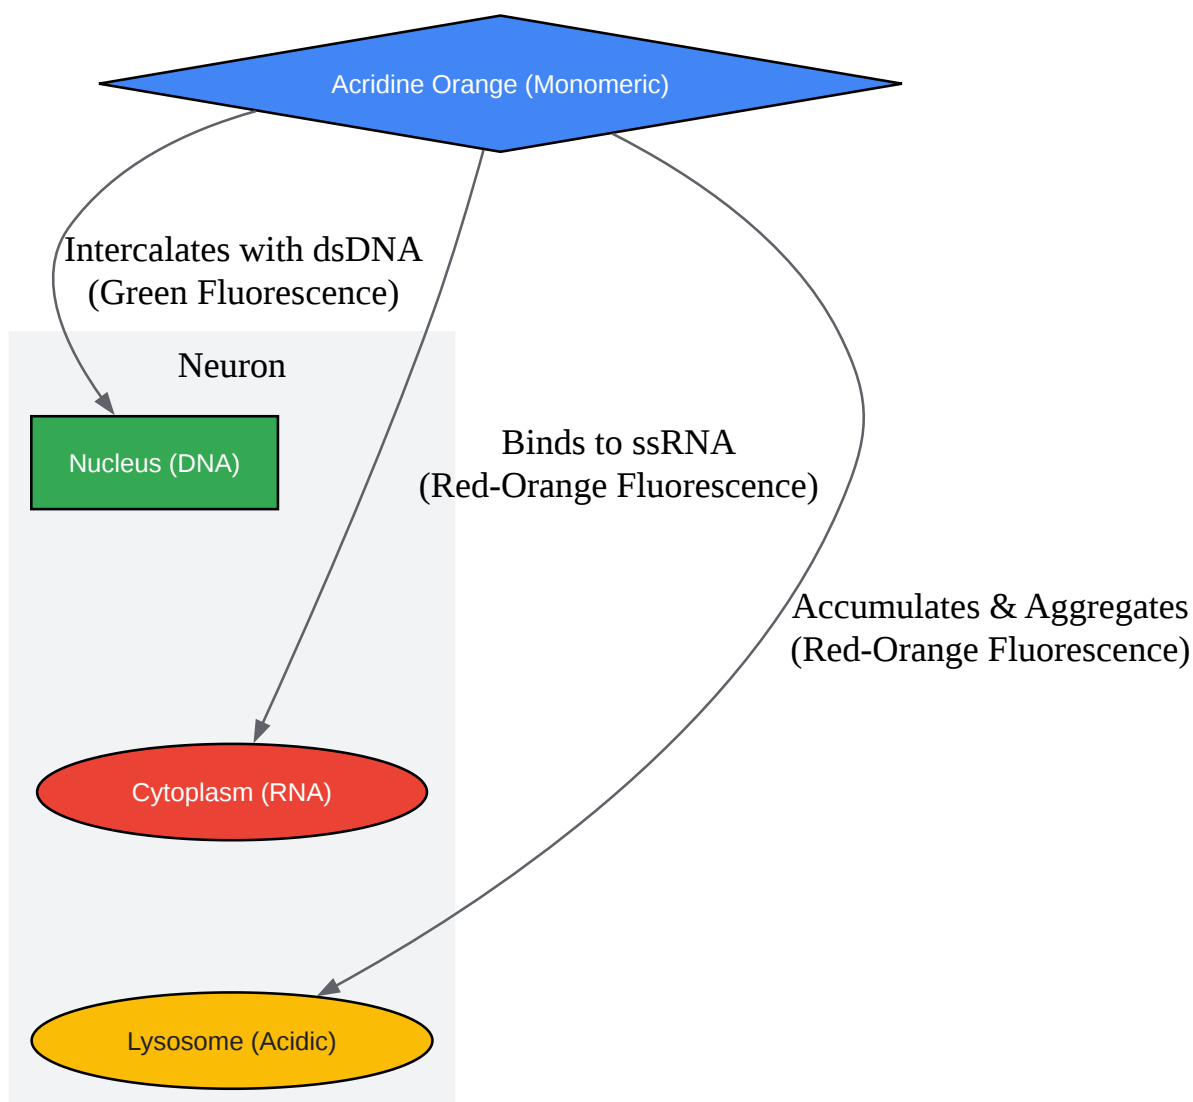 Acridine Orange (Monomeric)
Intercalates with dsDNA
(Green Fluorescence)
Neuron
Nucleus (DNA)
Binds to ssRNA
(Red-Orange Fluorescence)
Accumulates & Aggregates
(Red-Orange Fluorescence)
Cytoplasm (RNA)
Lysosome (Acidic)